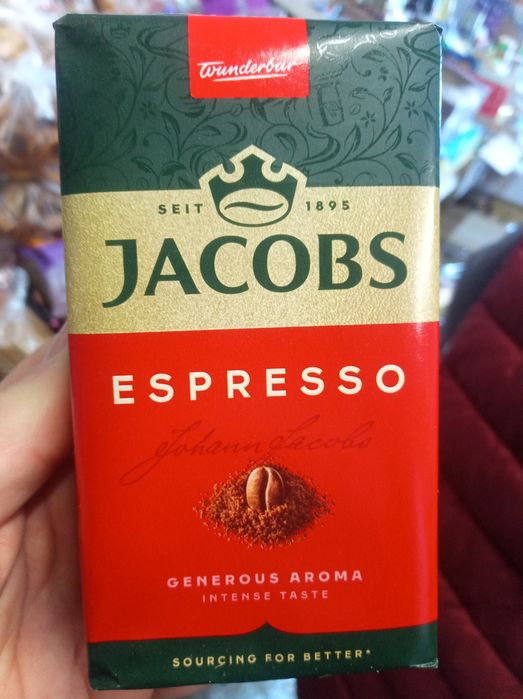 Wunderbar
SEIT 1895
JACOBS
ESPRESSO
Johann Jacobs
GENEROUS AROMA
INTENSE TASTE
SOURCING FOR BETTER*